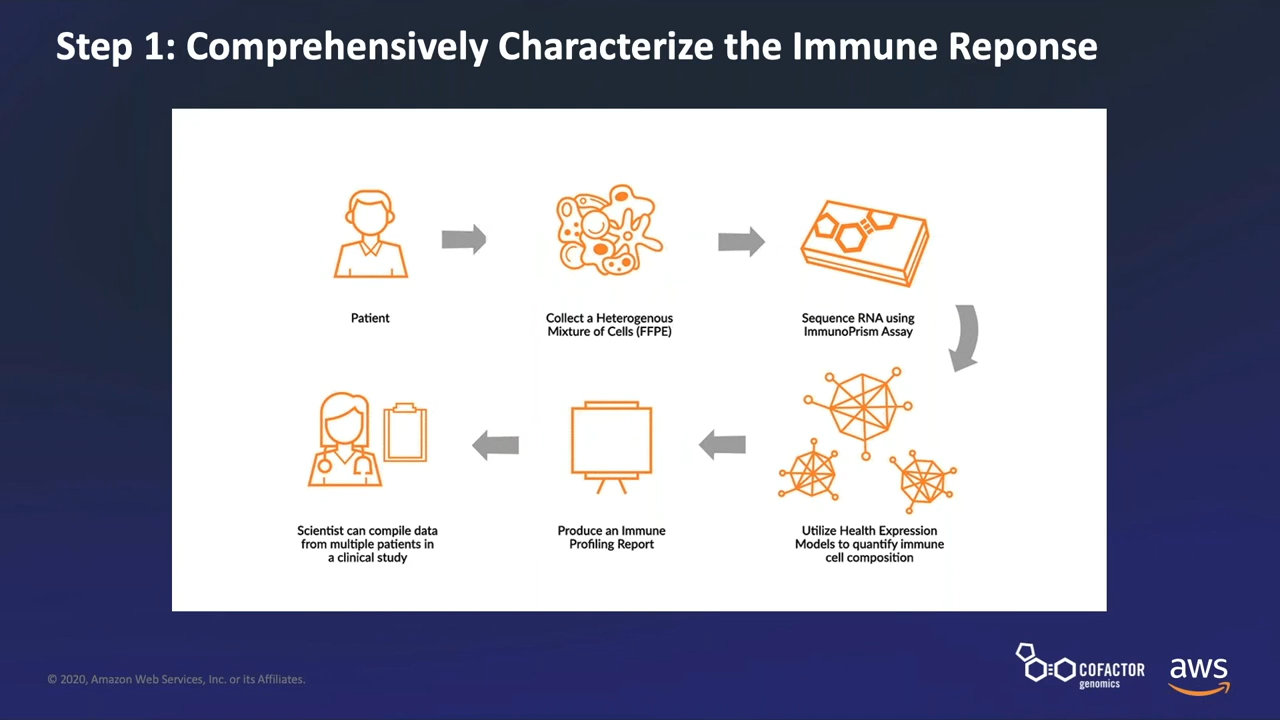 Step 1: Comprehensively Characterize the Immune Reponse
Patient
Collect a Heterogenous
Mixture of Cells (FFPE)
Sequence RNA using
ImmunoPrism Assay
Scientist can compile data
from multiple patients in
a clinical study
Produce an Immune
Profiling Report
Utilize Health Expression
Models to quantify immune
cell composition
© 2020, Amazon Web Services, Inc. or its Affiliates.
COFACTOR
genomics
aws